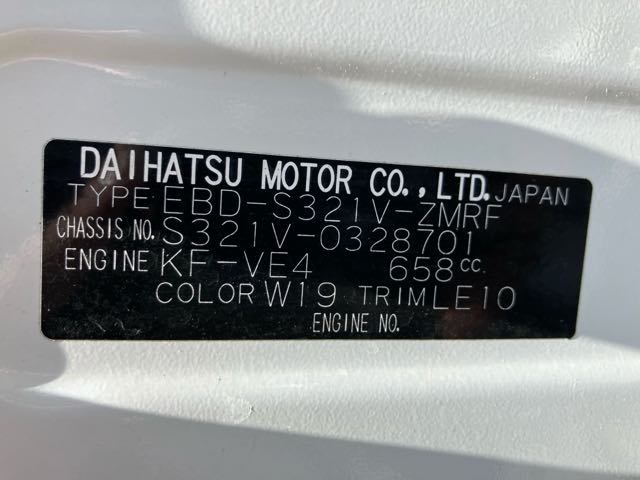 DAIHATSU MOTOR CO., LTD. JAPAN
TYPE EBD-S321V-ZMRF
CHASSIS NO. S321V-0328701
ENGINE KF-VE4 658 cc.
COLOR W19 TRIM LE10
ENGINE NO.